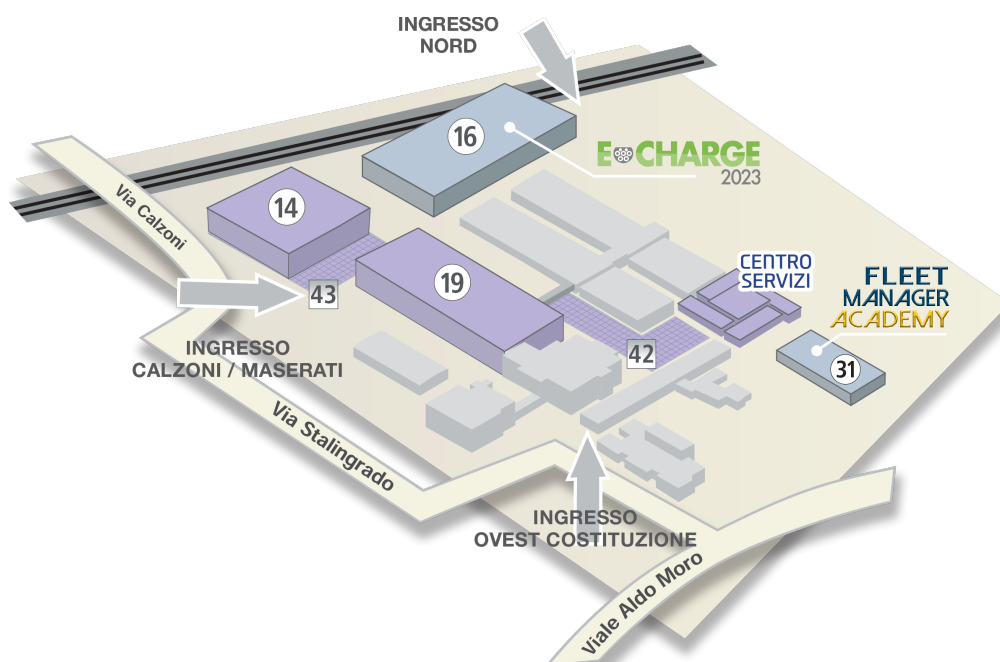 INGRESSO
NORD
16
E CHARGE
2023
Via Calzoni
14
19
CENTRO
SERVIZI
FLEET
MANAGER
ACADEMY
43
42
31
INGRESSO
CALZONI / MASERATI
Via Stalingrado
INGRESSO
OVEST COSTITUZIONE
Viale Aldo Moro